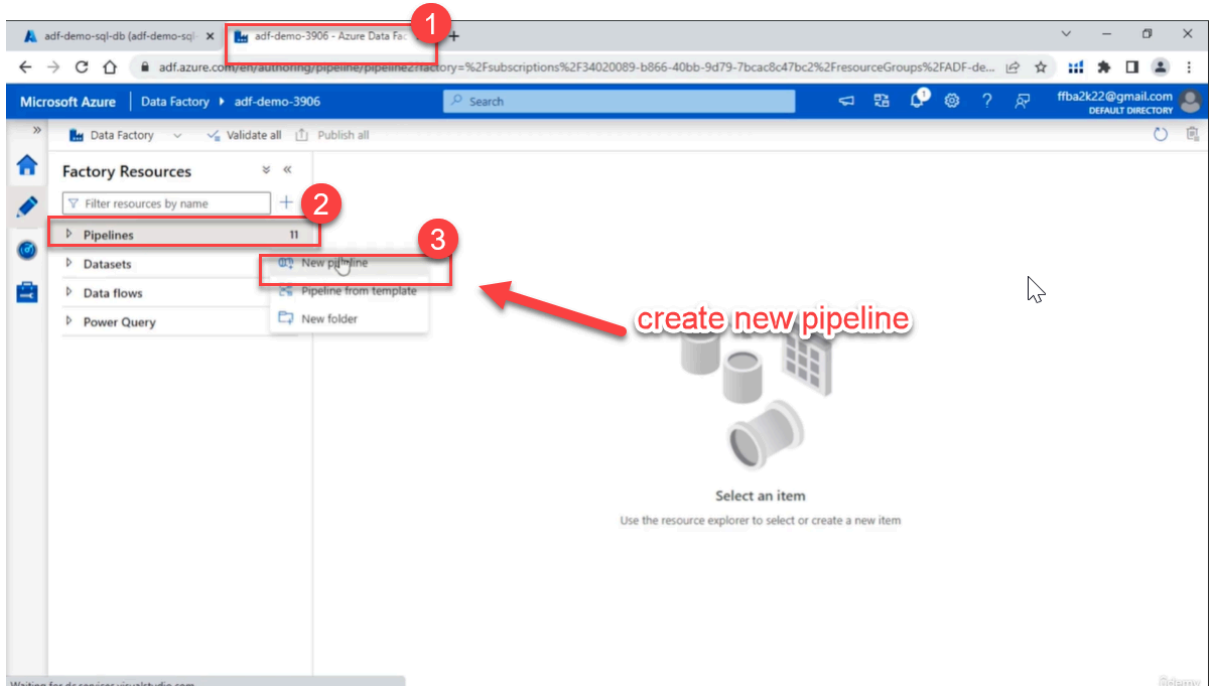 1
adf-demo-sql-db (adf-demo-sql-
adf-demo-3906 - Azure Data Fac
adf.azure.com/en/authoring/pipeline/pipeline2?factory=%2Fsubscriptions%2F34020089-b866-40bb-9d79-7bcac8c47bc2%2FresourceGroups%2FADF-de...
Microsoft Azure
Data Factory
adf-demo-3906
Search
1
ffba2k22@gmail.com
DEFAULT DIRECTORY
Data Factory
Validate all
Publish all
Factory Resources
Filter resources by name
2
Pipelines
11
3
Datasets
New pipeline
Data flows
Pipeline from template
Power Query
New folder
create new pipeline
Select an item
Use the resource explorer to select or create a new item
Udemy